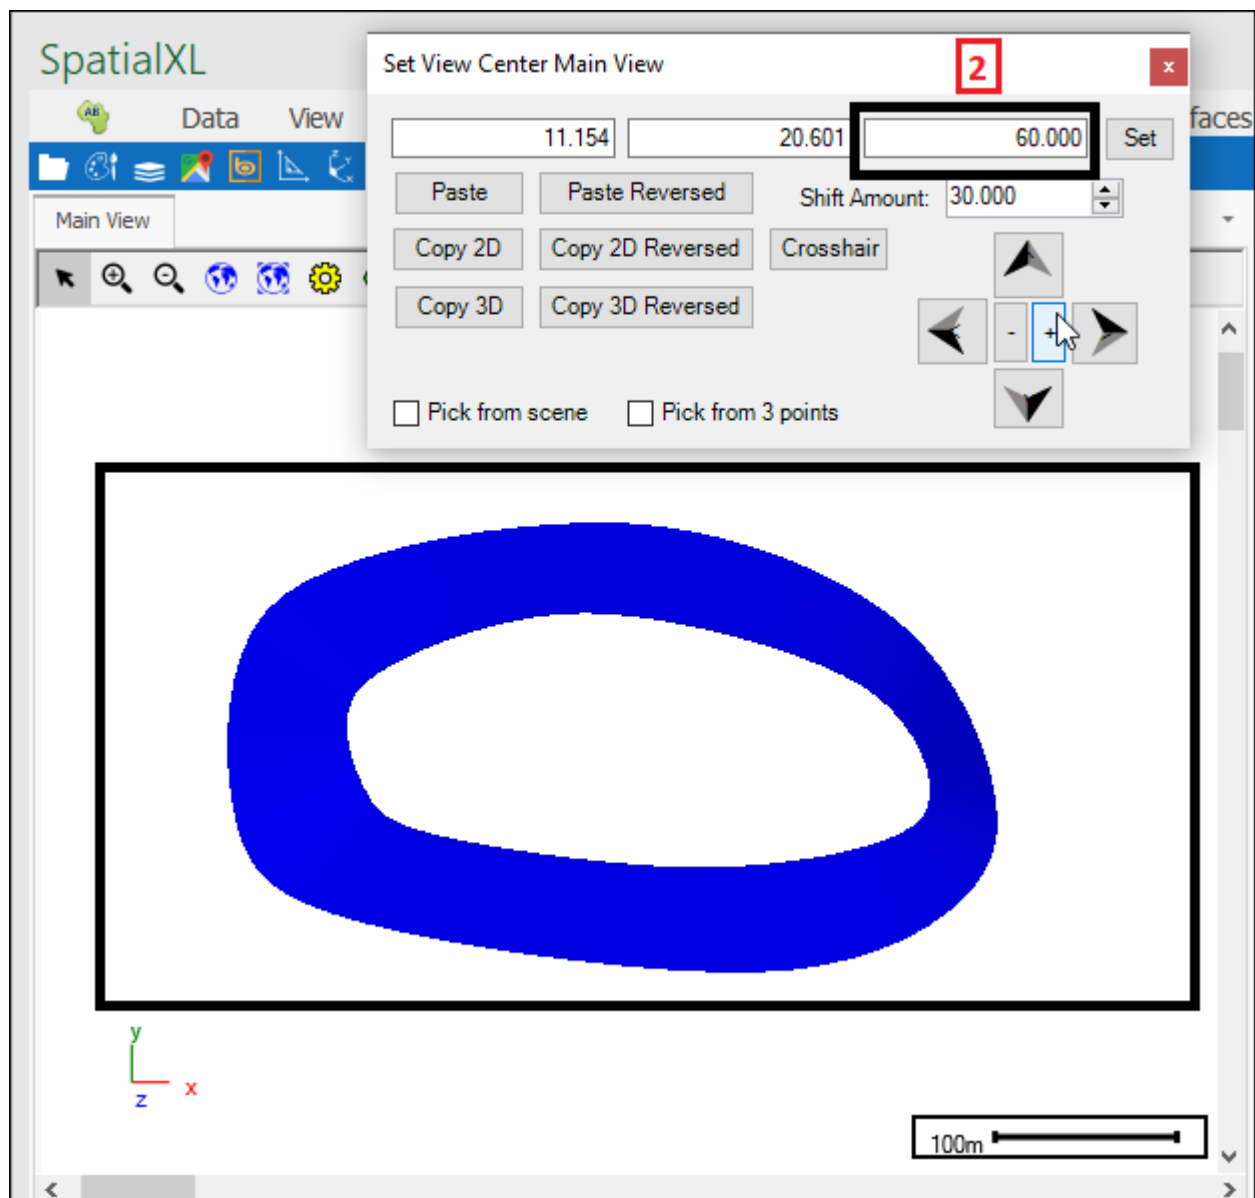 SpatialXL
Set View Center Main View
2
x
AB
Data View
faces
11.154 20.601 60.000 Set
Paste Paste Reversed Shift Amount: 30.000
Main View
Copy 2D Copy 2D Reversed Crosshair
Copy 3D Copy 3D Reversed
- +
Pick from scene Pick from 3 points
y
x
z
100m